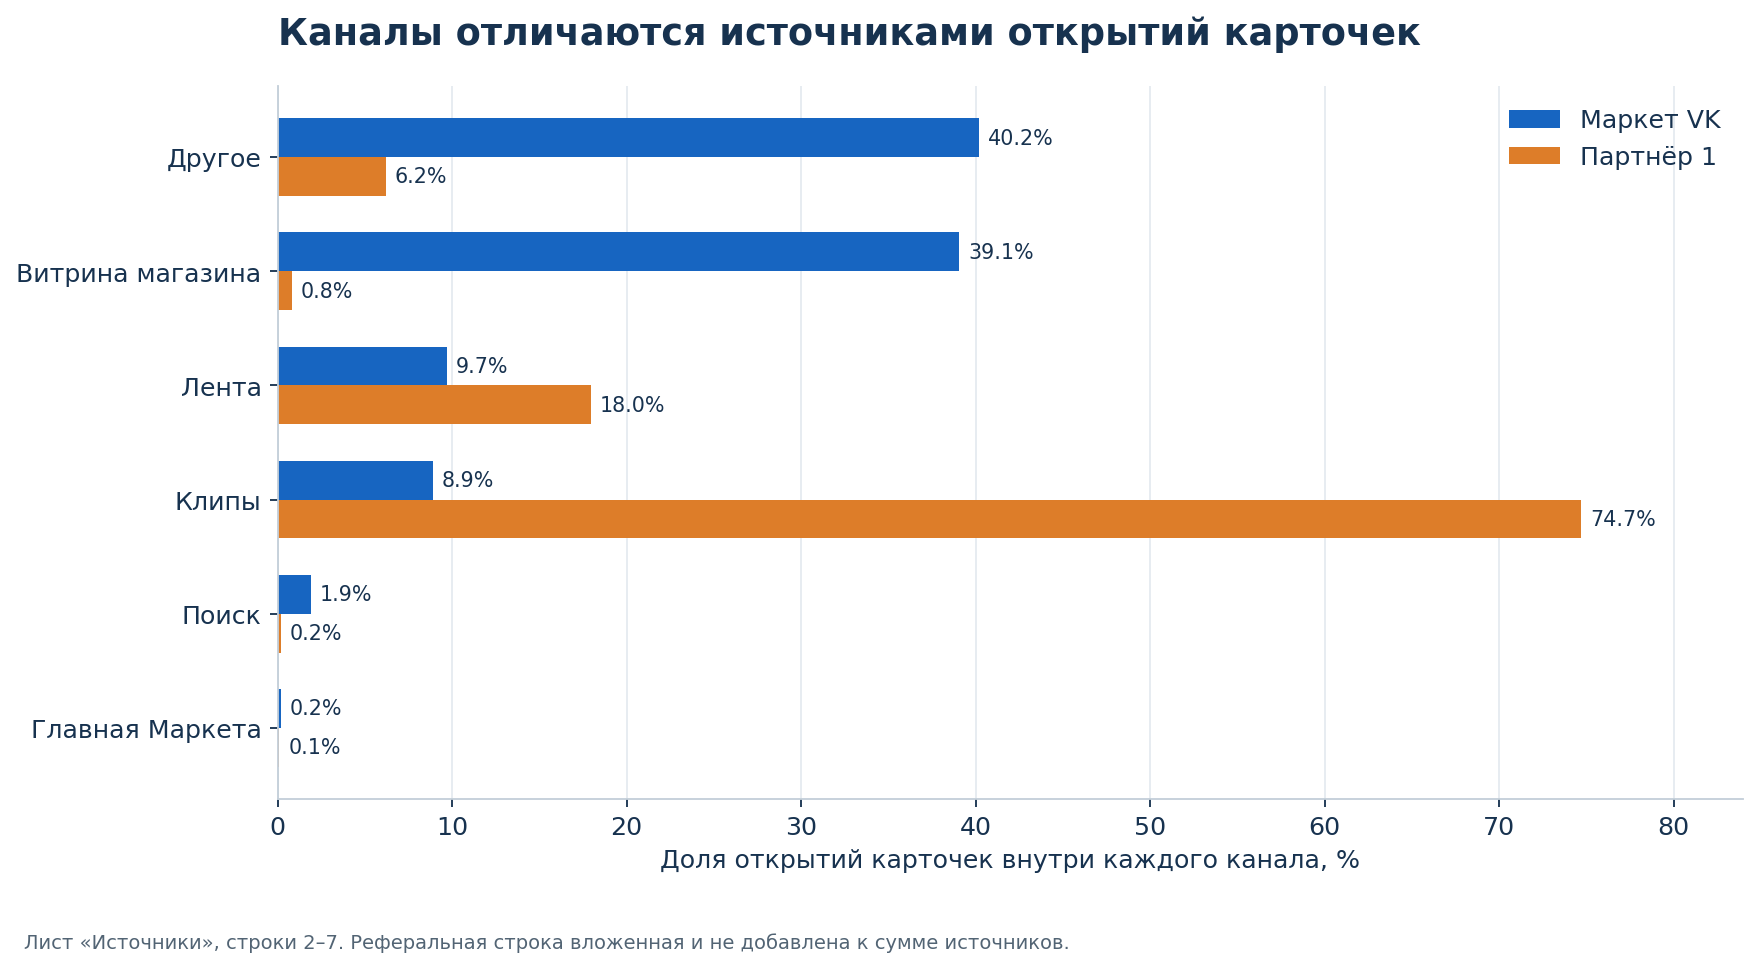 Каналы отличаются источниками открытий карточек
Маркет VK
Партнёр 1
Другое
40.2%
6.2%
Витрина магазина
39.1%
0.8%
Лента
9.7%
18.0%
Клипы
8.9%
74.7%
Поиск
1.9%
0.2%
Главная Маркета
0.2%
0.1%
0 10 20 30 40 50 60 70 80
Доля открытий карточек внутри каждого канала, %
Лист «Источники», строки 2–7. Реферальная строка вложенная и не добавлена к сумме источников.